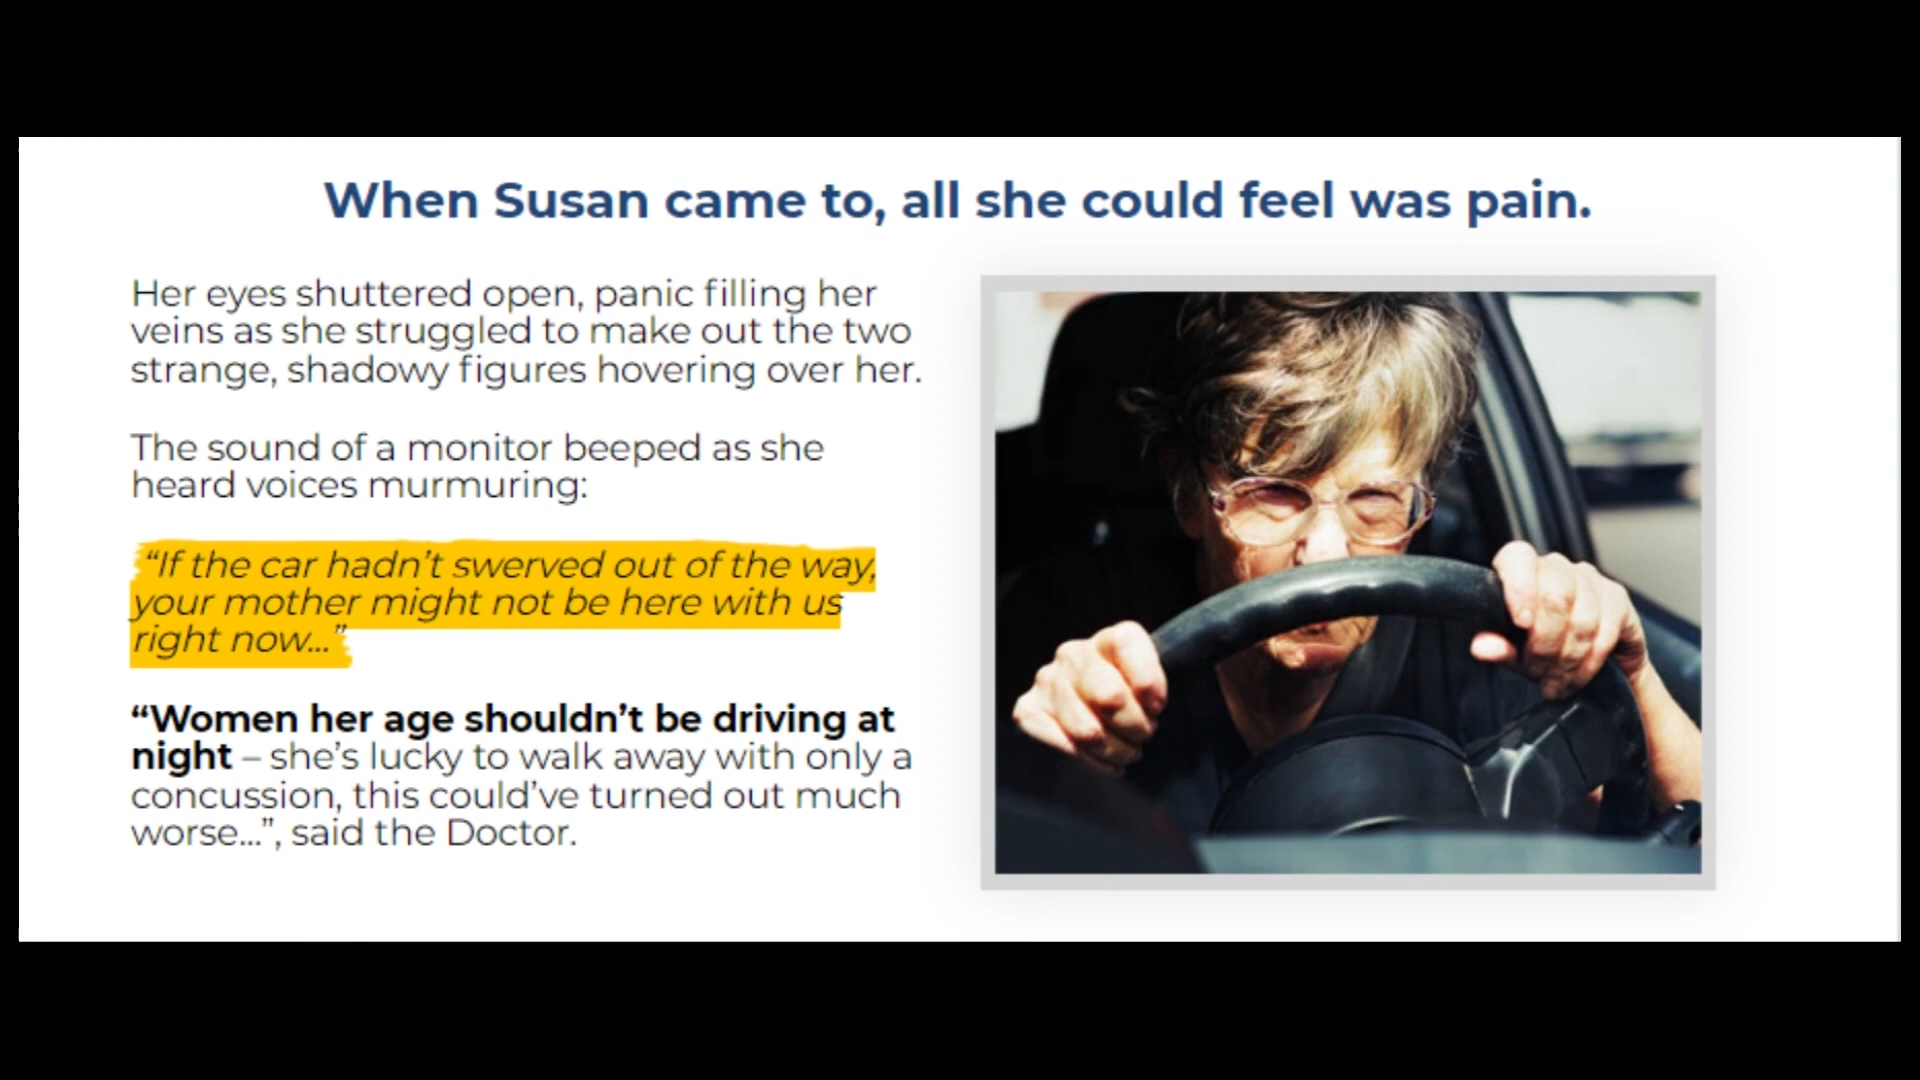 When Susan came to, all she could feel was pain.
Her eyes shuttered open, panic filling her
veins as she struggled to make out the two
strange, shadowy figures hovering over her.
The sound of a monitor beeped as she
heard voices murmuring:
“If the car hadn’t swerved out of the way,
your mother might not be here with us
right now...”
“Women her age shouldn’t be driving at
night – she’s lucky to walk away with only a
concussion, this could’ve turned out much
worse...”, said the Doctor.